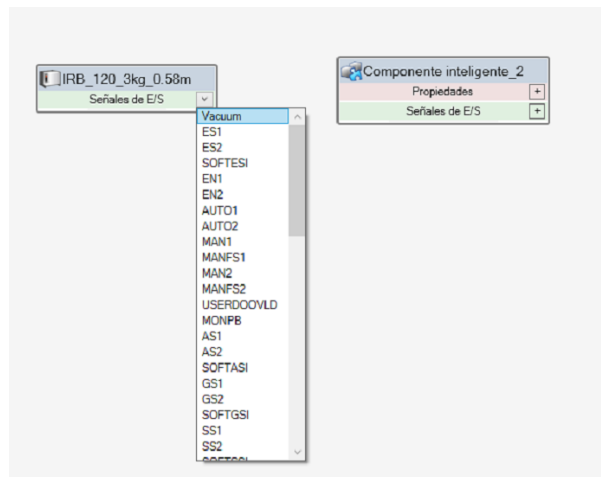 IRB_120_3kg_0.58m
Señales de E/S
Componente inteligente_2
Propiedades +
Señales de E/S +
Vacuum
ES1
ES2
SOFTESI
EN1
EN2
AUTO1
AUTO2
MAN1
MANFS1
MAN2
MANFS2
USERDOOVLD
MONPB
AS1
AS2
SOFTASI
GS1
GS2
SOFTGSI
SS1
SS2